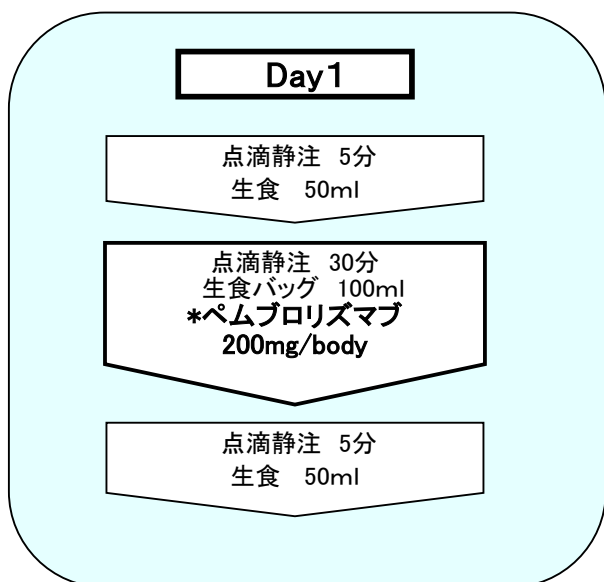 Day1
点滴静注 5分
生食 50ml
点滴静注 30分
生食バッグ 100ml
*ペムブロリズマブ
200mg/body
点滴静注 5分
生食 50ml